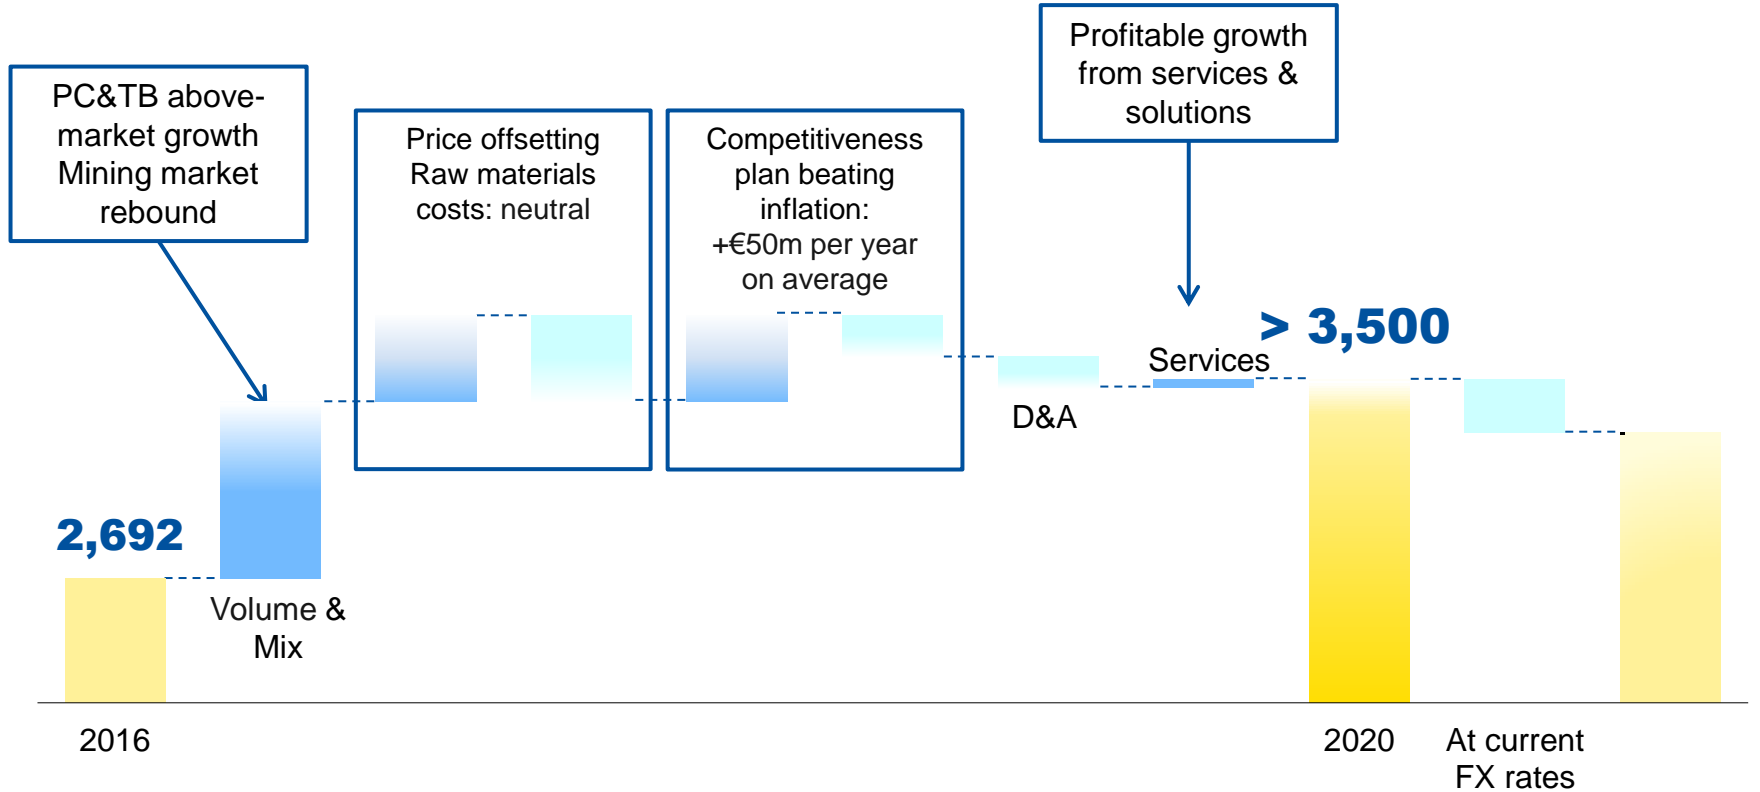 PC&TB above-
market growth
Mining market
rebound
Price offsetting
Raw materials
costs: neutral
Competitiveness
plan beating
inflation:
+€50m per year
on average
Profitable growth
from services &
solutions
2,692
Volume &
Mix
D&A
Services
> 3,500
2016
2020
At current
FX rates